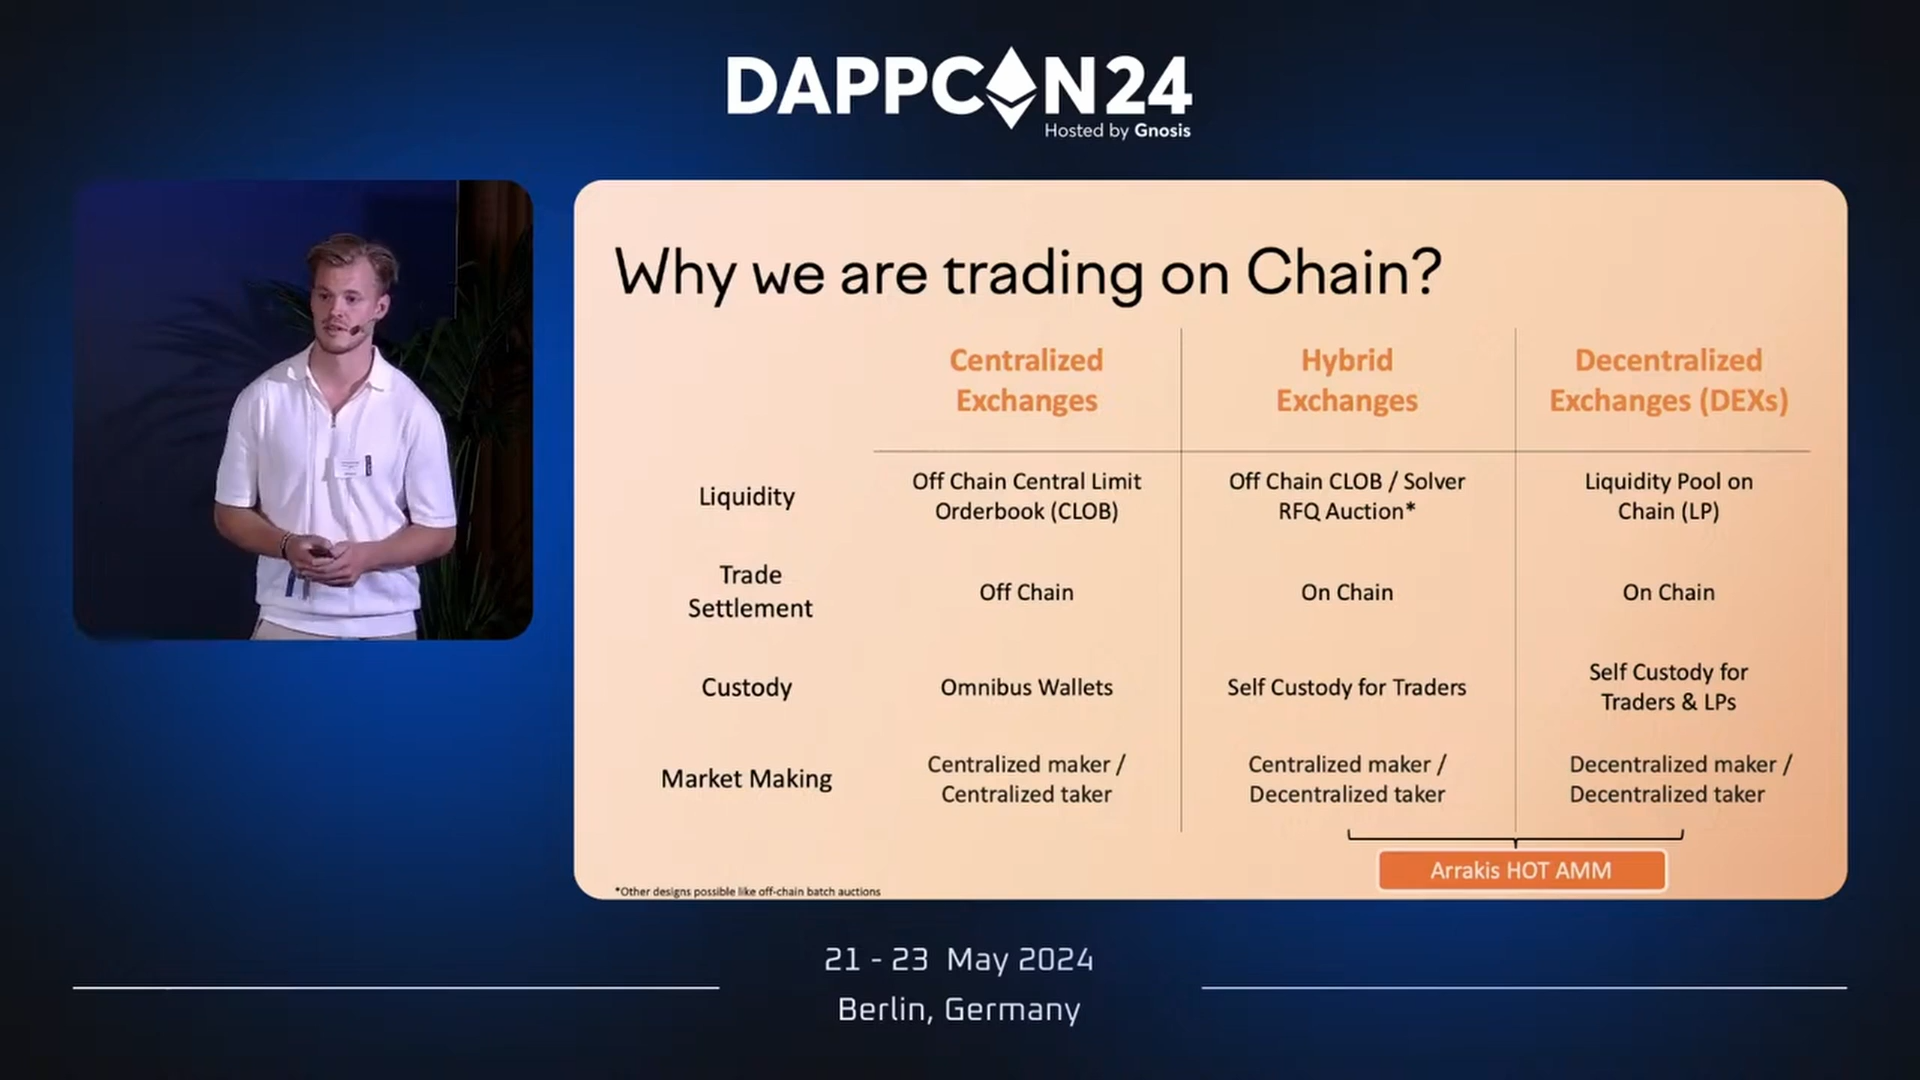 DAPPCON24
Hosted by Gnosis
Why we are trading on Chain?
Centralized
Exchanges
Hybrid
Exchanges
Decentralized
Exchanges (DEXs)
Liquidity
Off Chain Central Limit
Orderbook (CLOB)
Off Chain CLOB / Solver
RFQ Auction*
Liquidity Pool on
Chain (LP)
Trade
Settlement
Off Chain
On Chain
On Chain
Custody
Omnibus Wallets
Self Custody for Traders
Self Custody for
Traders & LPs
Market Making
Centralized maker /
Centralized taker
Centralized maker /
Decentralized taker
Decentralized maker /
Decentralized taker
Arrakis HOT AMM
*Other designs possible like off-chain batch auctions
21 - 23 May 2024
Berlin, Germany